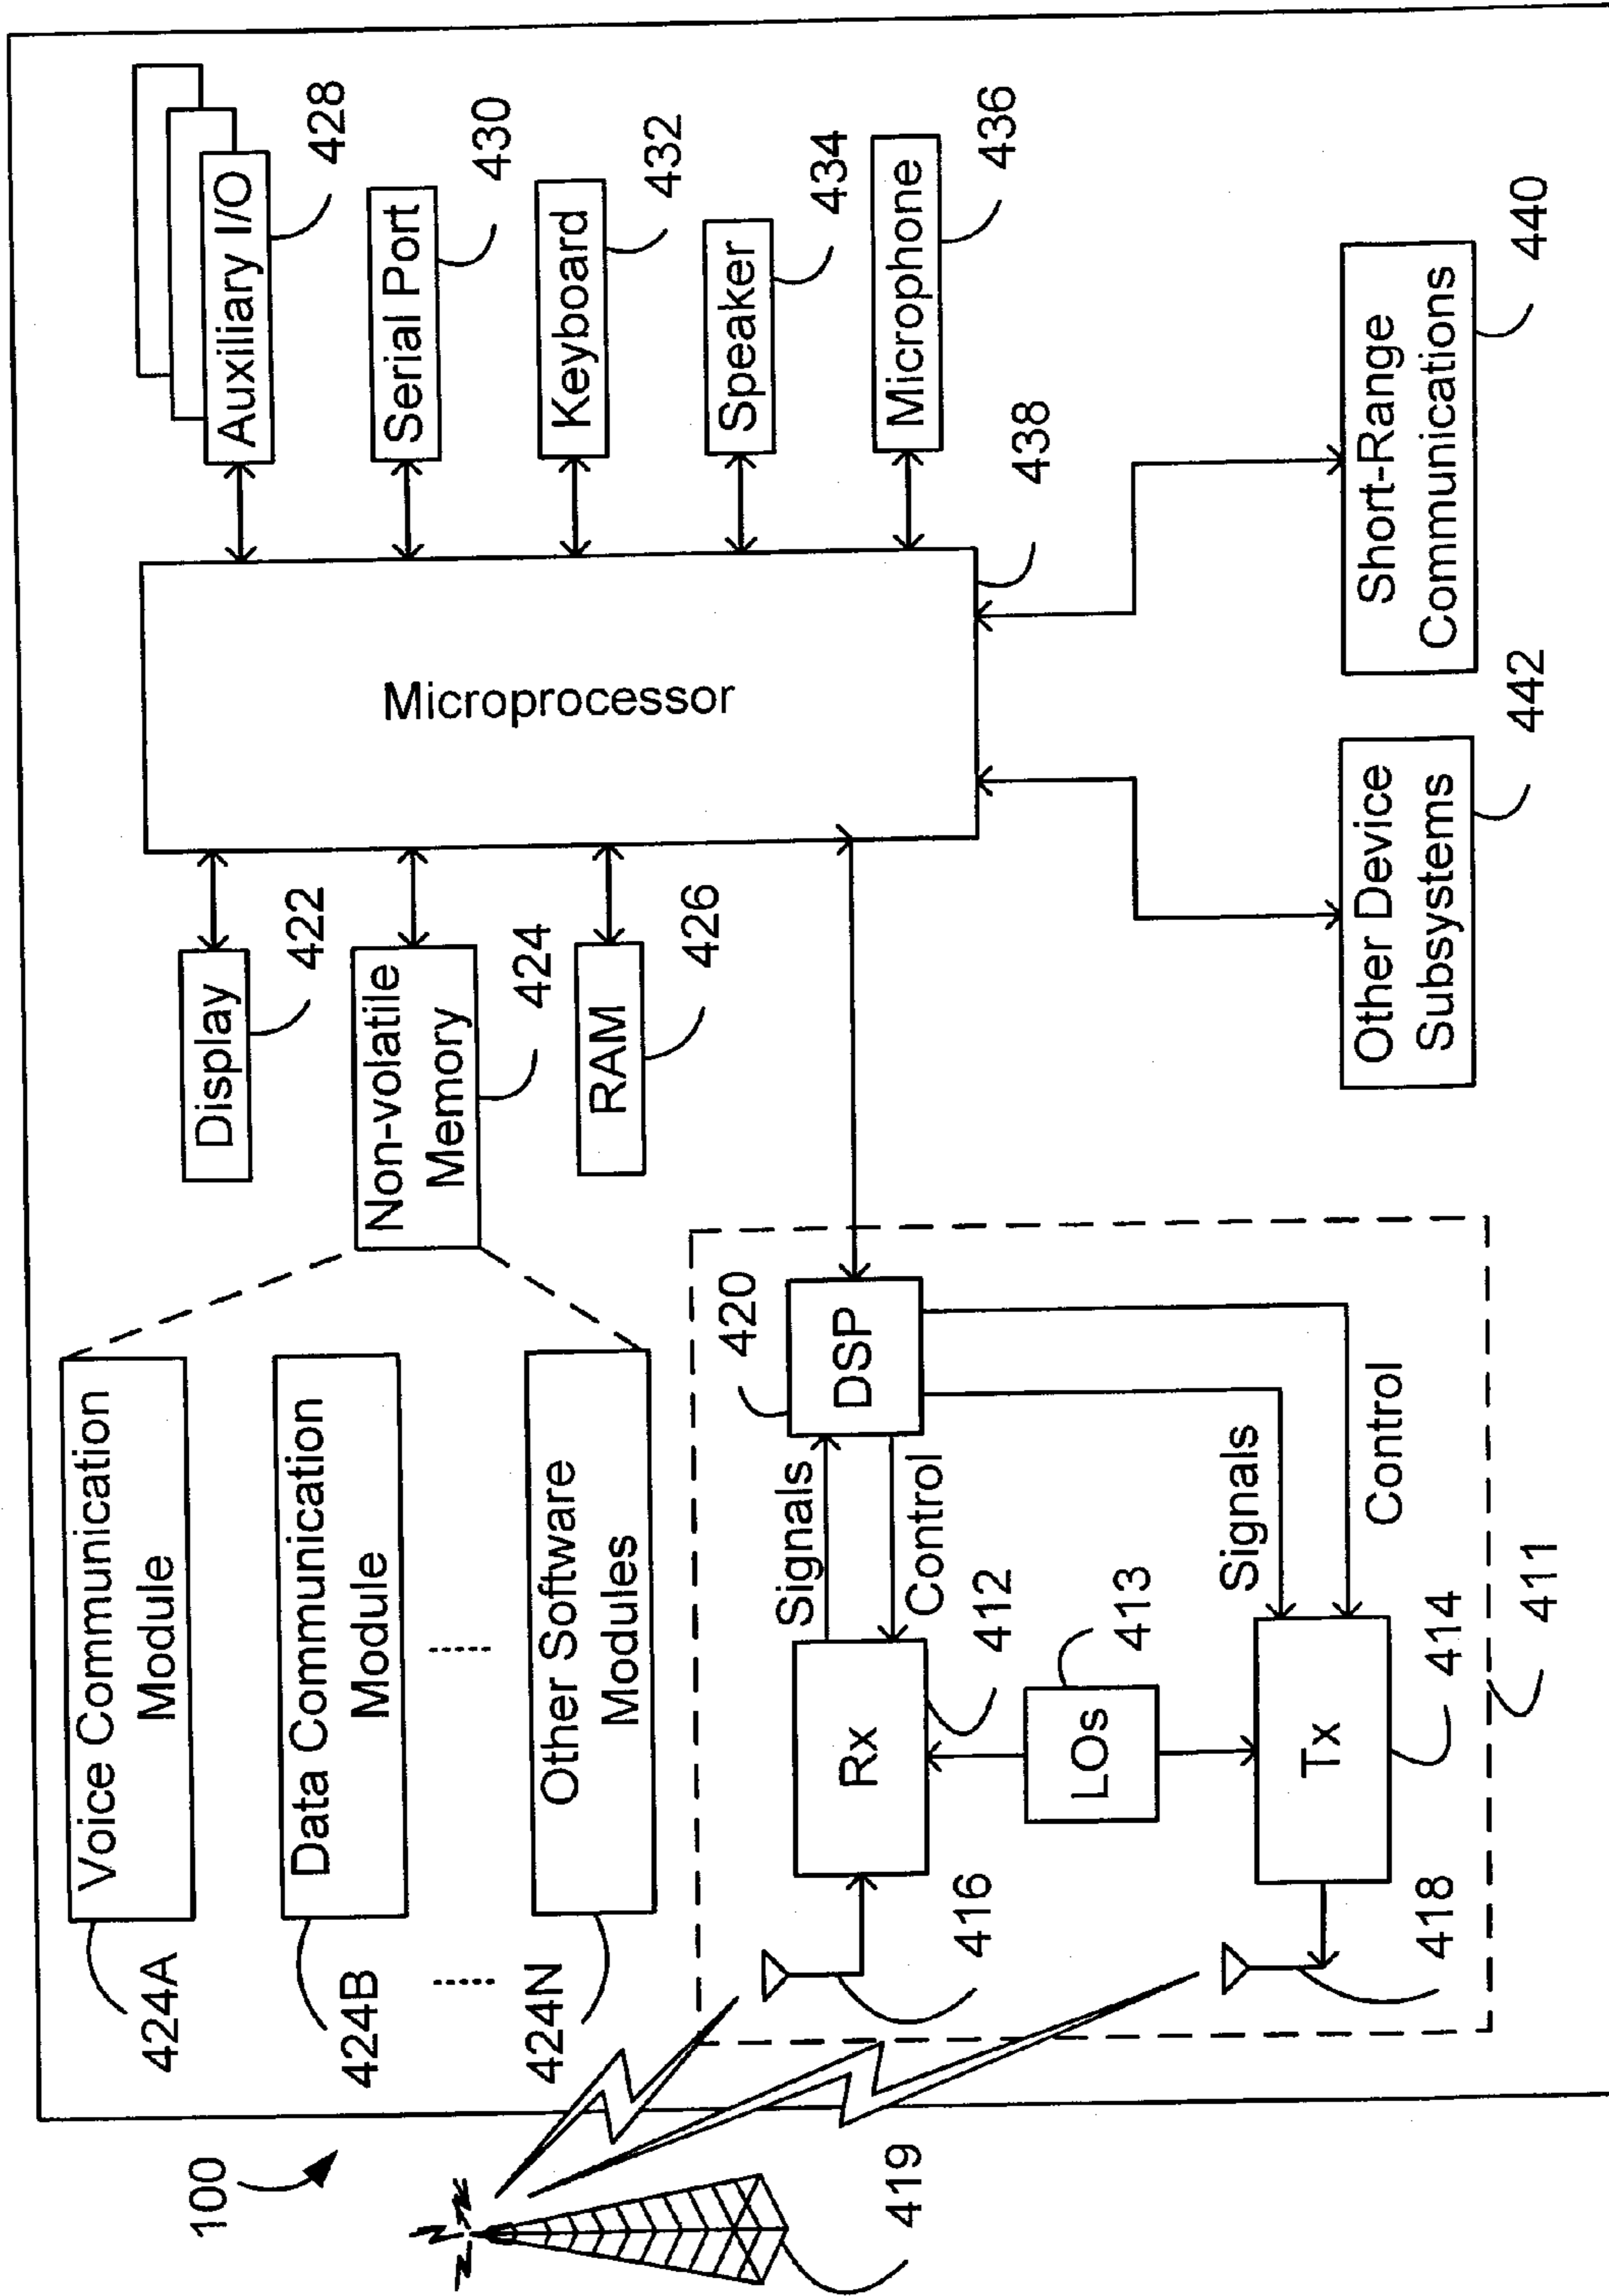 100
419
Voice Communication
Module
424A
Data Communication
Module
424B
Other Software
Modules
424N
Display
422
Non-volatile
Memory
424
RAM
426
Microprocessor
438
Auxiliary I/O
428
Serial Port
430
Keyboard
432
Speaker
434
Microphone
436
Short-Range
Communications
440
Other Device
Subsystems
442
DSP
420
Signals
Control
Rx
412
LOs
413
Signals
Control
Tx
414
416
418
411